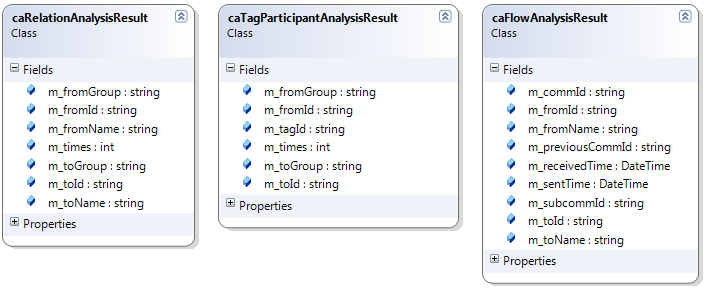 caRelationAnalysisResult
Class
Fields
m_fromGroup : string
m_fromId : string
m_fromName : string
m_times : int
m_toGroup : string
m_toId : string
m_toName : string
Properties
caTagParticipantAnalysisResult
Class
Fields
m_fromGroup : string
m_fromId : string
m_tagId : string
m_times : int
m_toGroup : string
m_toId : string
Properties
caFlowAnalysisResult
Class
Fields
m_commId : string
m_fromId : string
m_fromName : string
m_previousCommId : string
m_receivedTime : DateTime
m_sentTime : DateTime
m_subcommId : string
m_toId : string
m_toName : string
Properties